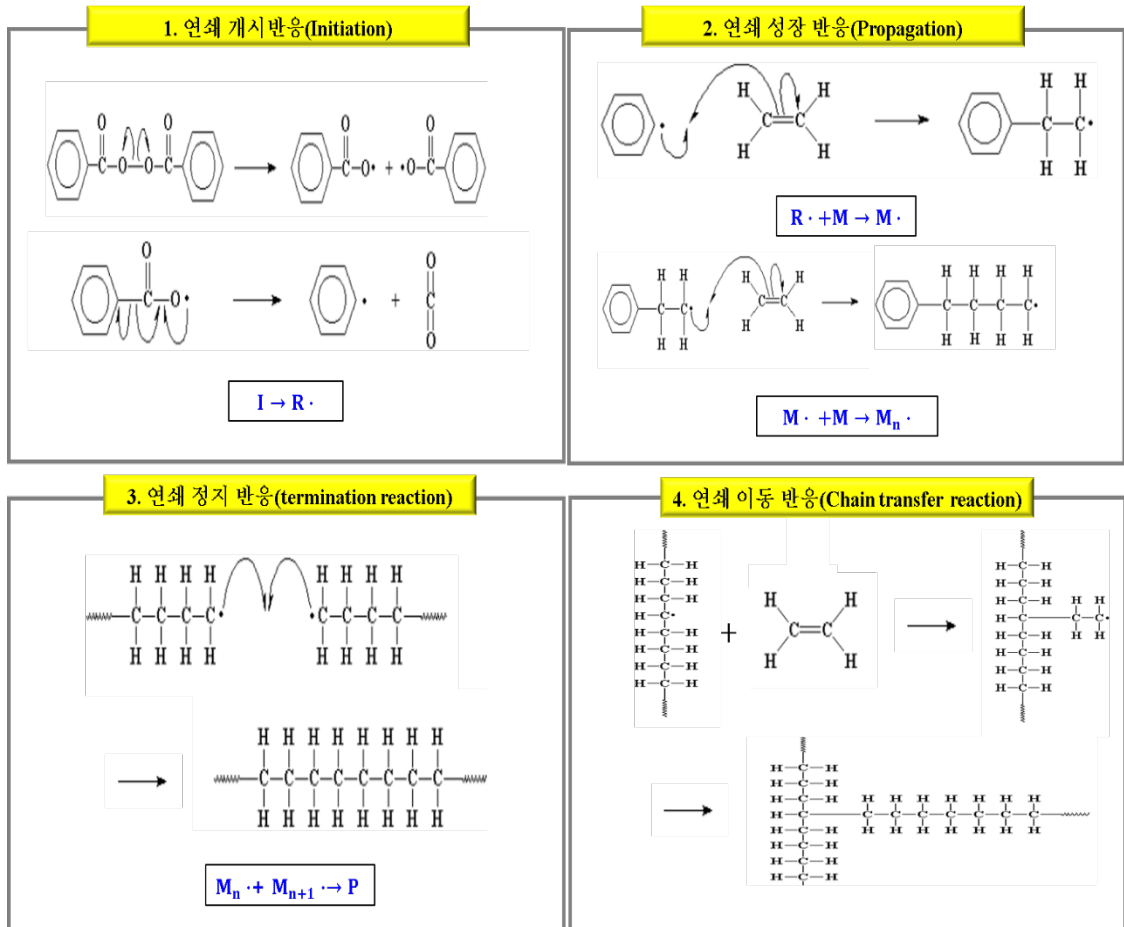 1. 연쇄 개시반응(Initiation)
O O O O
C O O C C O• + •O C
O O
C O• • + C
O
I → R ·
2. 연쇄 성장 반응(Propagation)
H H H H
• C=C C C•
H H H H
R · +M → M ·
H H H H H H H H
C C• C=C C C C C•
H H H H H H H H
M · +M → Mₙ ·
3. 연쇄 정지 반응(termination reaction)
H H H H H H H H
C C C C• •C C C C
H H H H H H H H
H H H H H H H H
C C C C C C C C
H H H H H H H H
Mₙ ·+ Mₙ₊₁ ·→ P
4. 연쇄 이동 반응(Chain transfer reaction)
H C H
H C H
H C H
H C•
H C H
H C H
H C H
H C H
+
H H
C=C
H H
H C H
H C H
H C H
H C
H C H
H C H
H C H
H C H
H H
C C•
H H
H C H
H C H
H C H
H C
H C H
H C H
H C H
H C H
H H H H H H H
C C C C C C C
H H H H H H H